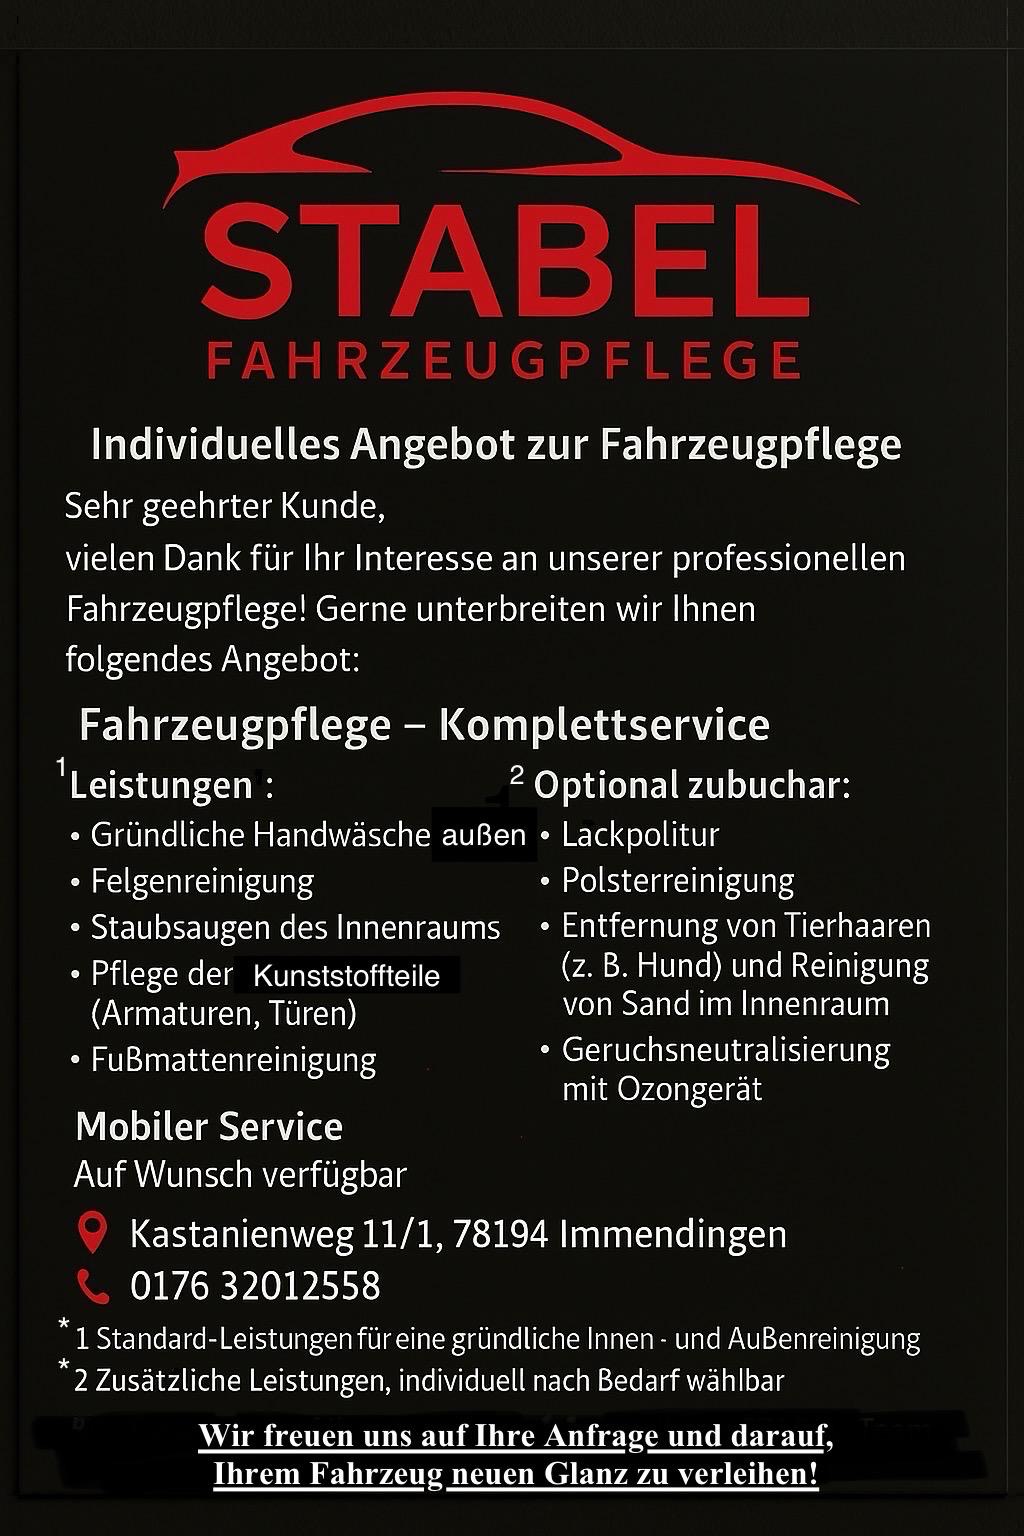 STABEL
FAHRZEUGPFLEGE
Individuelles Angebot zur Fahrzeugpflege
Sehr geehrter Kunde,
vielen Dank für Ihr Interesse an unserer professionellen
Fahrzeugpflege! Gerne unterbreiten wir Ihnen
folgendes Angebot:
Fahrzeugpflege – Komplettservice
1 Leistungen :
• Gründliche Handwäsche außen
• Felgenreinigung
• Staubsaugen des Innenraums
• Pflege der Kunststoffteile
(Armaturen, Türen)
• Fußmattenreinigung
2 Optional zubuchar:
• Lackpolitur
• Polsterreinigung
• Entfernung von Tierhaaren
(z. B. Hund) und Reinigung
von Sand im Innenraum
• Geruchsneutralisierung
mit Ozongerät
Mobiler Service
Auf Wunsch verfügbar
Kastanienweg 11/1, 78194 Immendingen
0176 32012558
* 1 Standard-Leistungen für eine gründliche Innen - und Außenreinigung
* 2 Zusätzliche Leistungen, individuell nach Bedarf wählbar
Wir freuen uns auf Ihre Anfrage und darauf,
Ihrem Fahrzeug neuen Glanz zu verleihen!